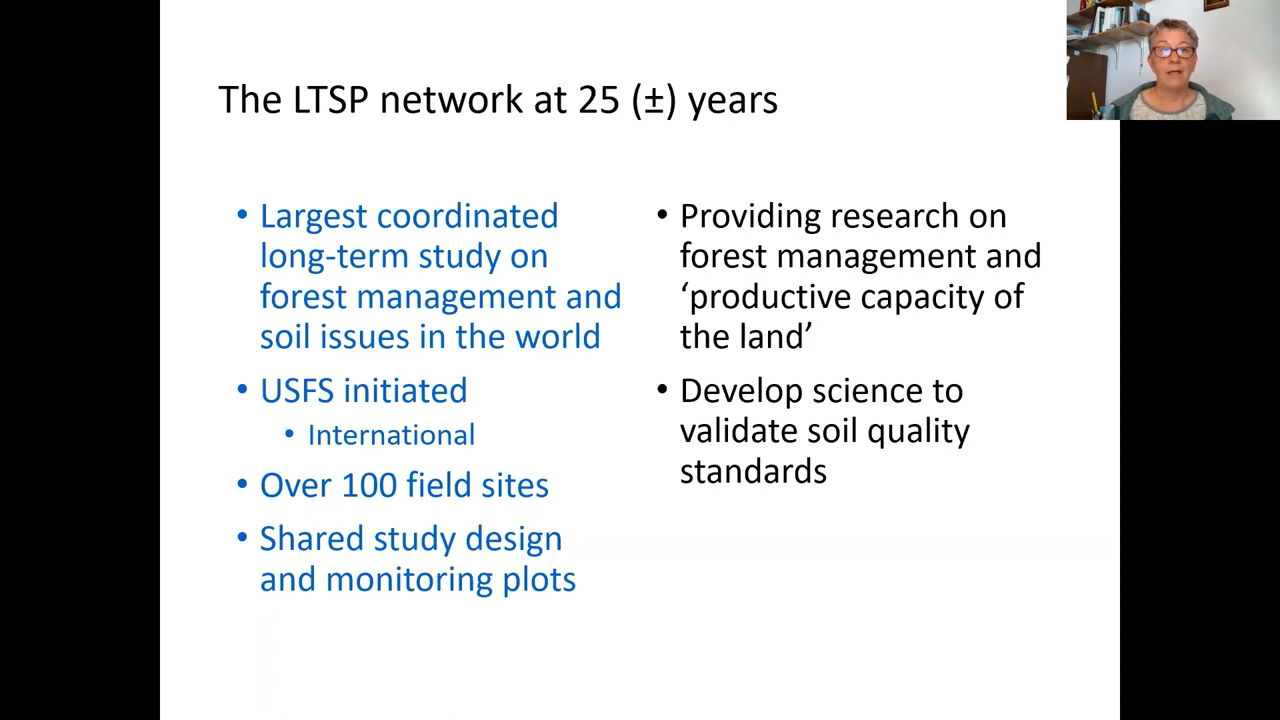 The LTSP network at 25 (±) years
• Largest coordinated
long-term study on
forest management and
soil issues in the world
• USFS initiated
• International
• Over 100 field sites
• Shared study design
and monitoring plots
• Providing research on
forest management and
‘productive capacity of
the land’
• Develop science to
validate soil quality
standards